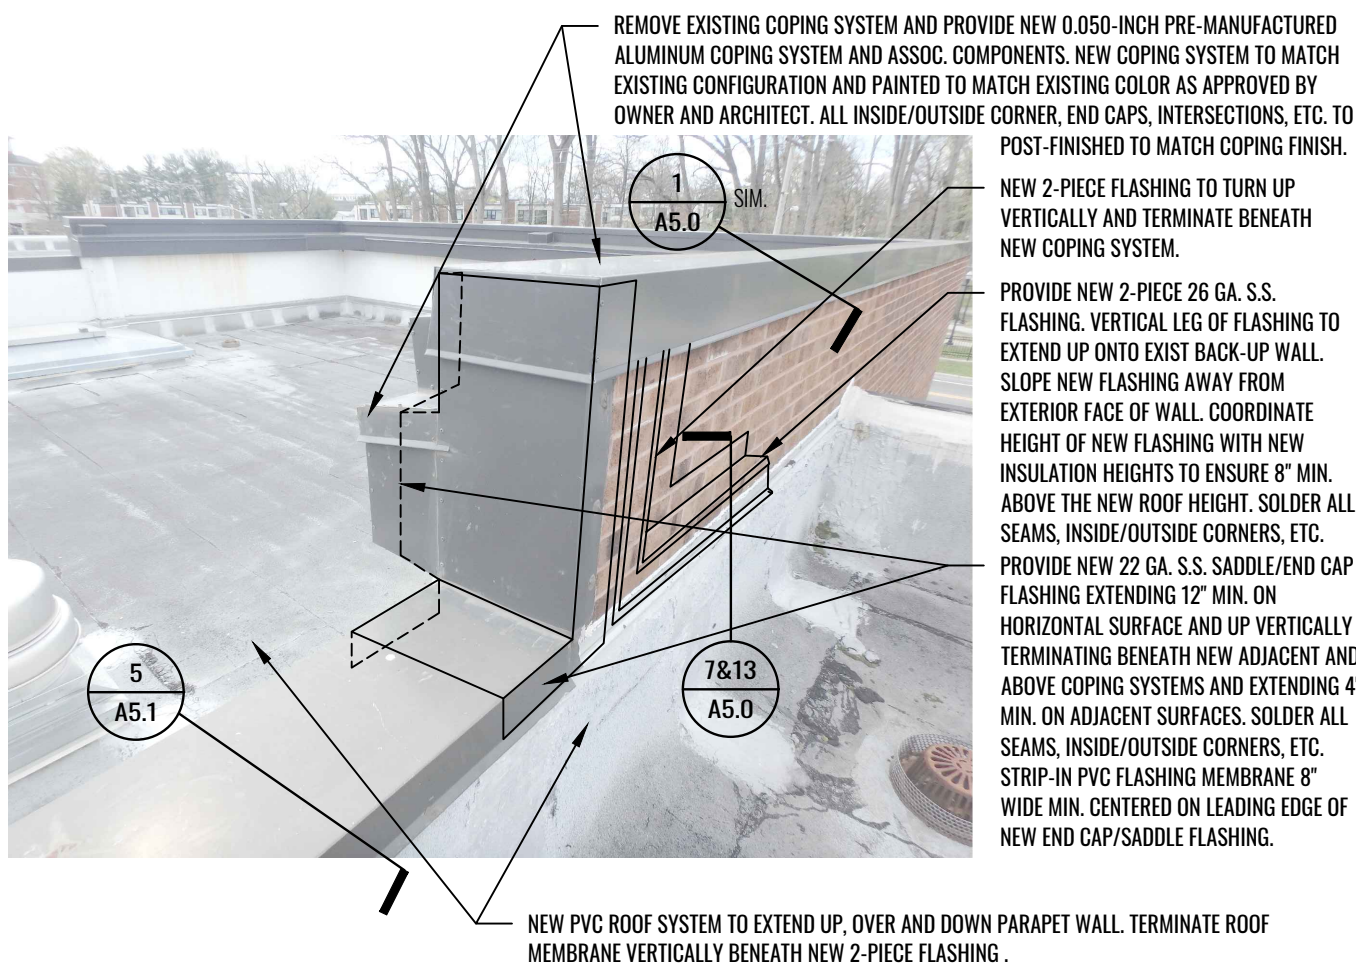 REMOVE EXISTING COPING SYSTEM AND PROVIDE NEW 0.050-INCH PRE-MANUFACTURED
ALUMINUM COPING SYSTEM AND ASSOC. COMPONENTS. NEW COPING SYSTEM TO MATCH
EXISTING CONFIGURATION AND PAINTED TO MATCH EXISTING COLOR AS APPROVED BY
OWNER AND ARCHITECT. ALL INSIDE/OUTSIDE CORNER, END CAPS, INTERSECTIONS, ETC. TO
POST-FINISHED TO MATCH COPING FINISH.
1
A5.0
SIM.
NEW 2-PIECE FLASHING TO TURN UP
VERTICALLY AND TERMINATE BENEATH
NEW COPING SYSTEM.
PROVIDE NEW 2-PIECE 26 GA. S.S.
FLASHING. VERTICAL LEG OF FLASHING TO
EXTEND UP ONTO EXIST BACK-UP WALL.
SLOPE NEW FLASHING AWAY FROM
EXTERIOR FACE OF WALL. COORDINATE
HEIGHT OF NEW FLASHING WITH NEW
INSULATION HEIGHTS TO ENSURE 8" MIN.
ABOVE THE NEW ROOF HEIGHT. SOLDER ALL
SEAMS, INSIDE/OUTSIDE CORNERS, ETC.
PROVIDE NEW 22 GA. S.S. SADDLE/END CAP
FLASHING EXTENDING 12" MIN. ON
HORIZONTAL SURFACE AND UP VERTICALLY
TERMINATING BENEATH NEW ADJACENT AND
ABOVE COPING SYSTEMS AND EXTENDING 4"
MIN. ON ADJACENT SURFACES. SOLDER ALL
SEAMS, INSIDE/OUTSIDE CORNERS, ETC.
STRIP-IN PVC FLASHING MEMBRANE 8"
WIDE MIN. CENTERED ON LEADING EDGE OF
NEW END CAP/SADDLE FLASHING.
5
A5.1
7&13
A5.0
NEW PVC ROOF SYSTEM TO EXTEND UP, OVER AND DOWN PARAPET WALL. TERMINATE ROOF
MEMBRANE VERTICALLY BENEATH NEW 2-PIECE FLASHING .